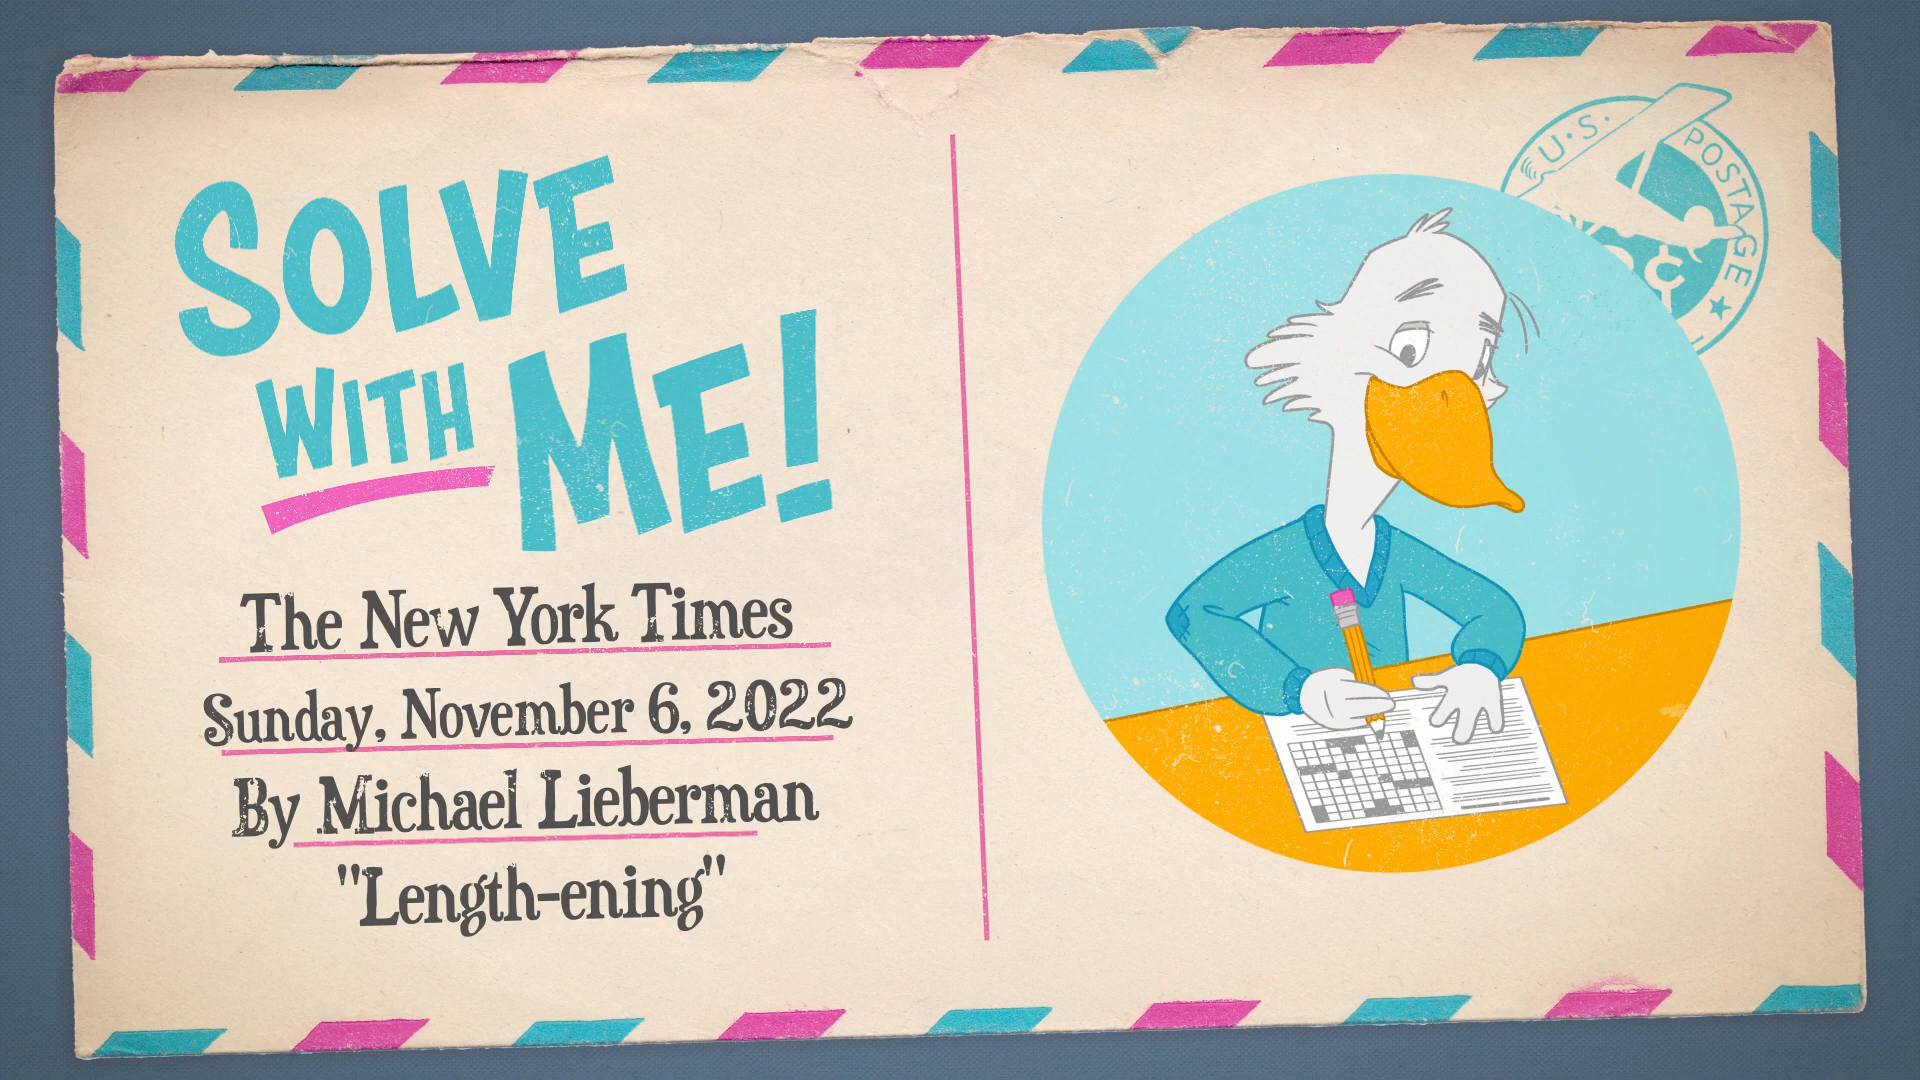 SOLVE
WITH ME!
The New York Times
Sunday, November 6, 2022
By Michael Lieberman
"Length-ening"
U.S. POSTAGE